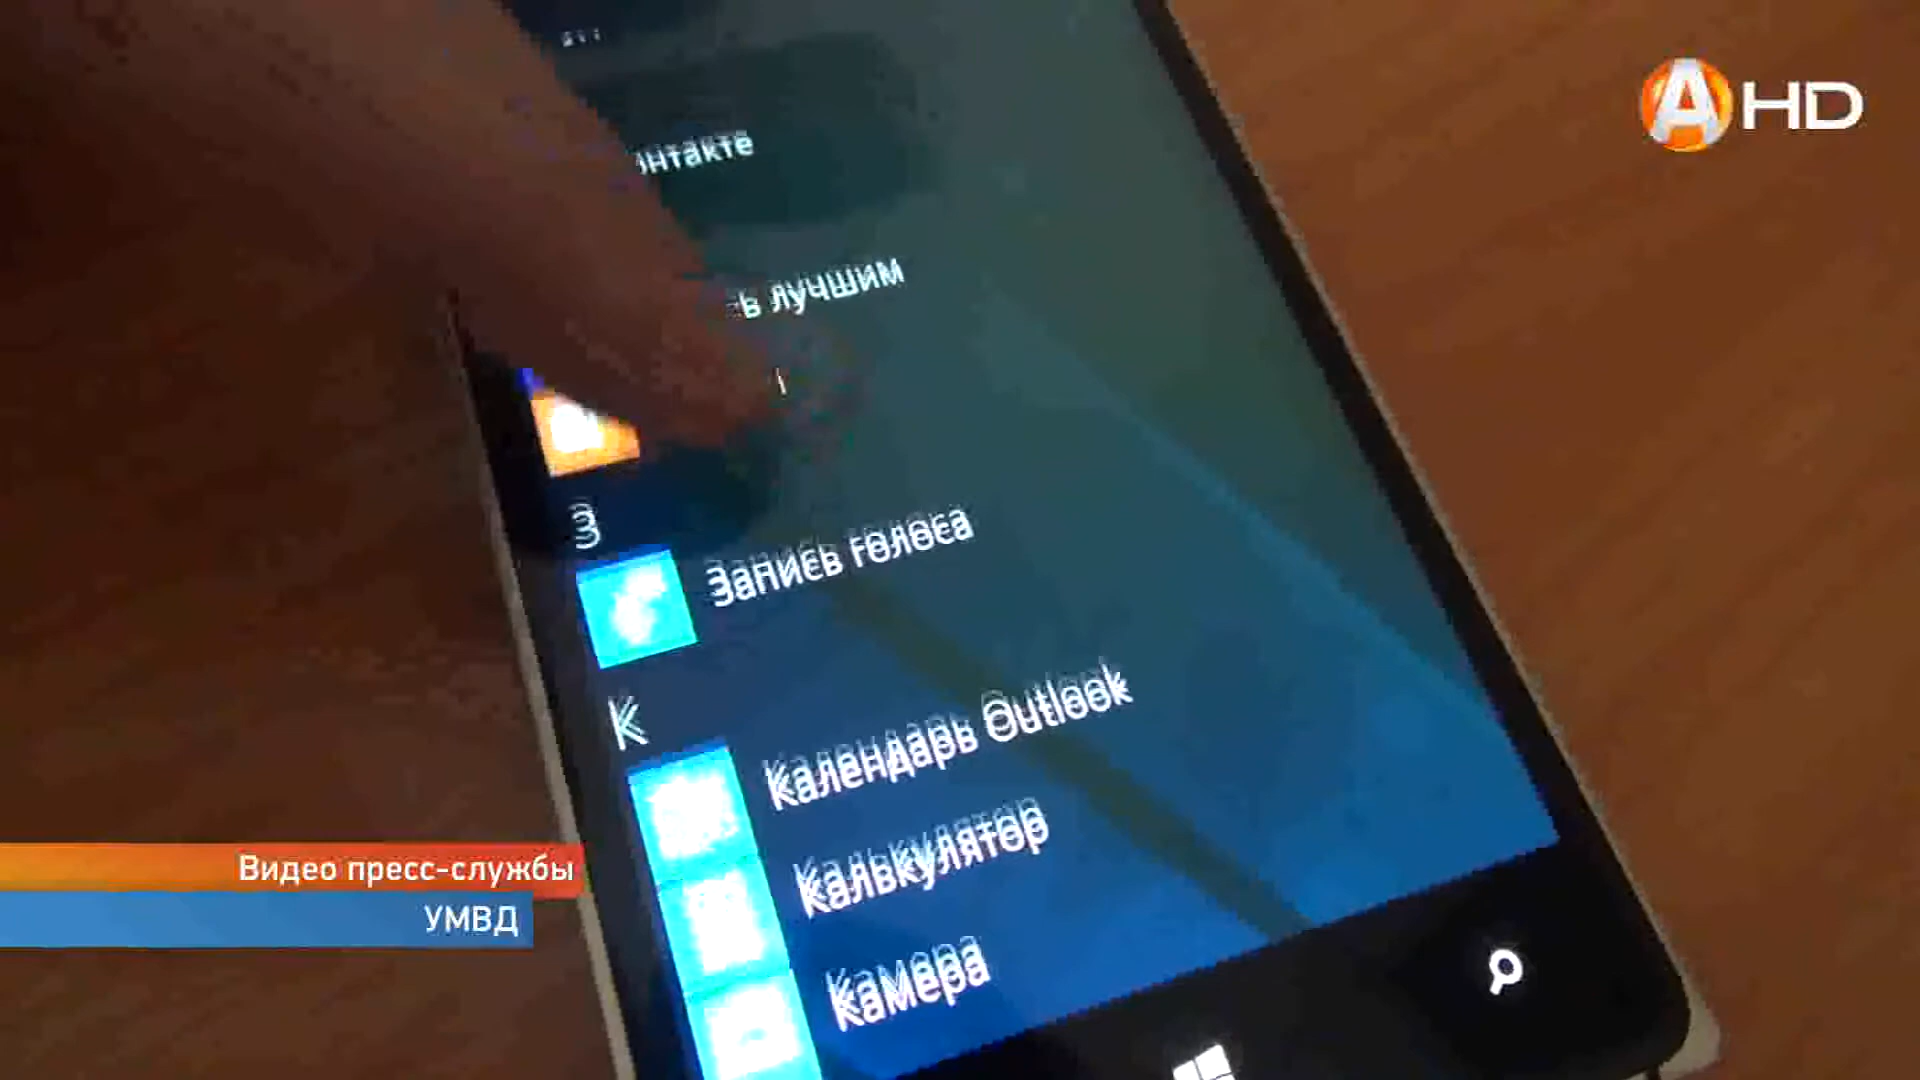 A HD
нтакте
ь лучшим
З
Запись голоса
К
Календарь Outlook
Калькулятор
Камера
Видео пресс-службы
УМВД